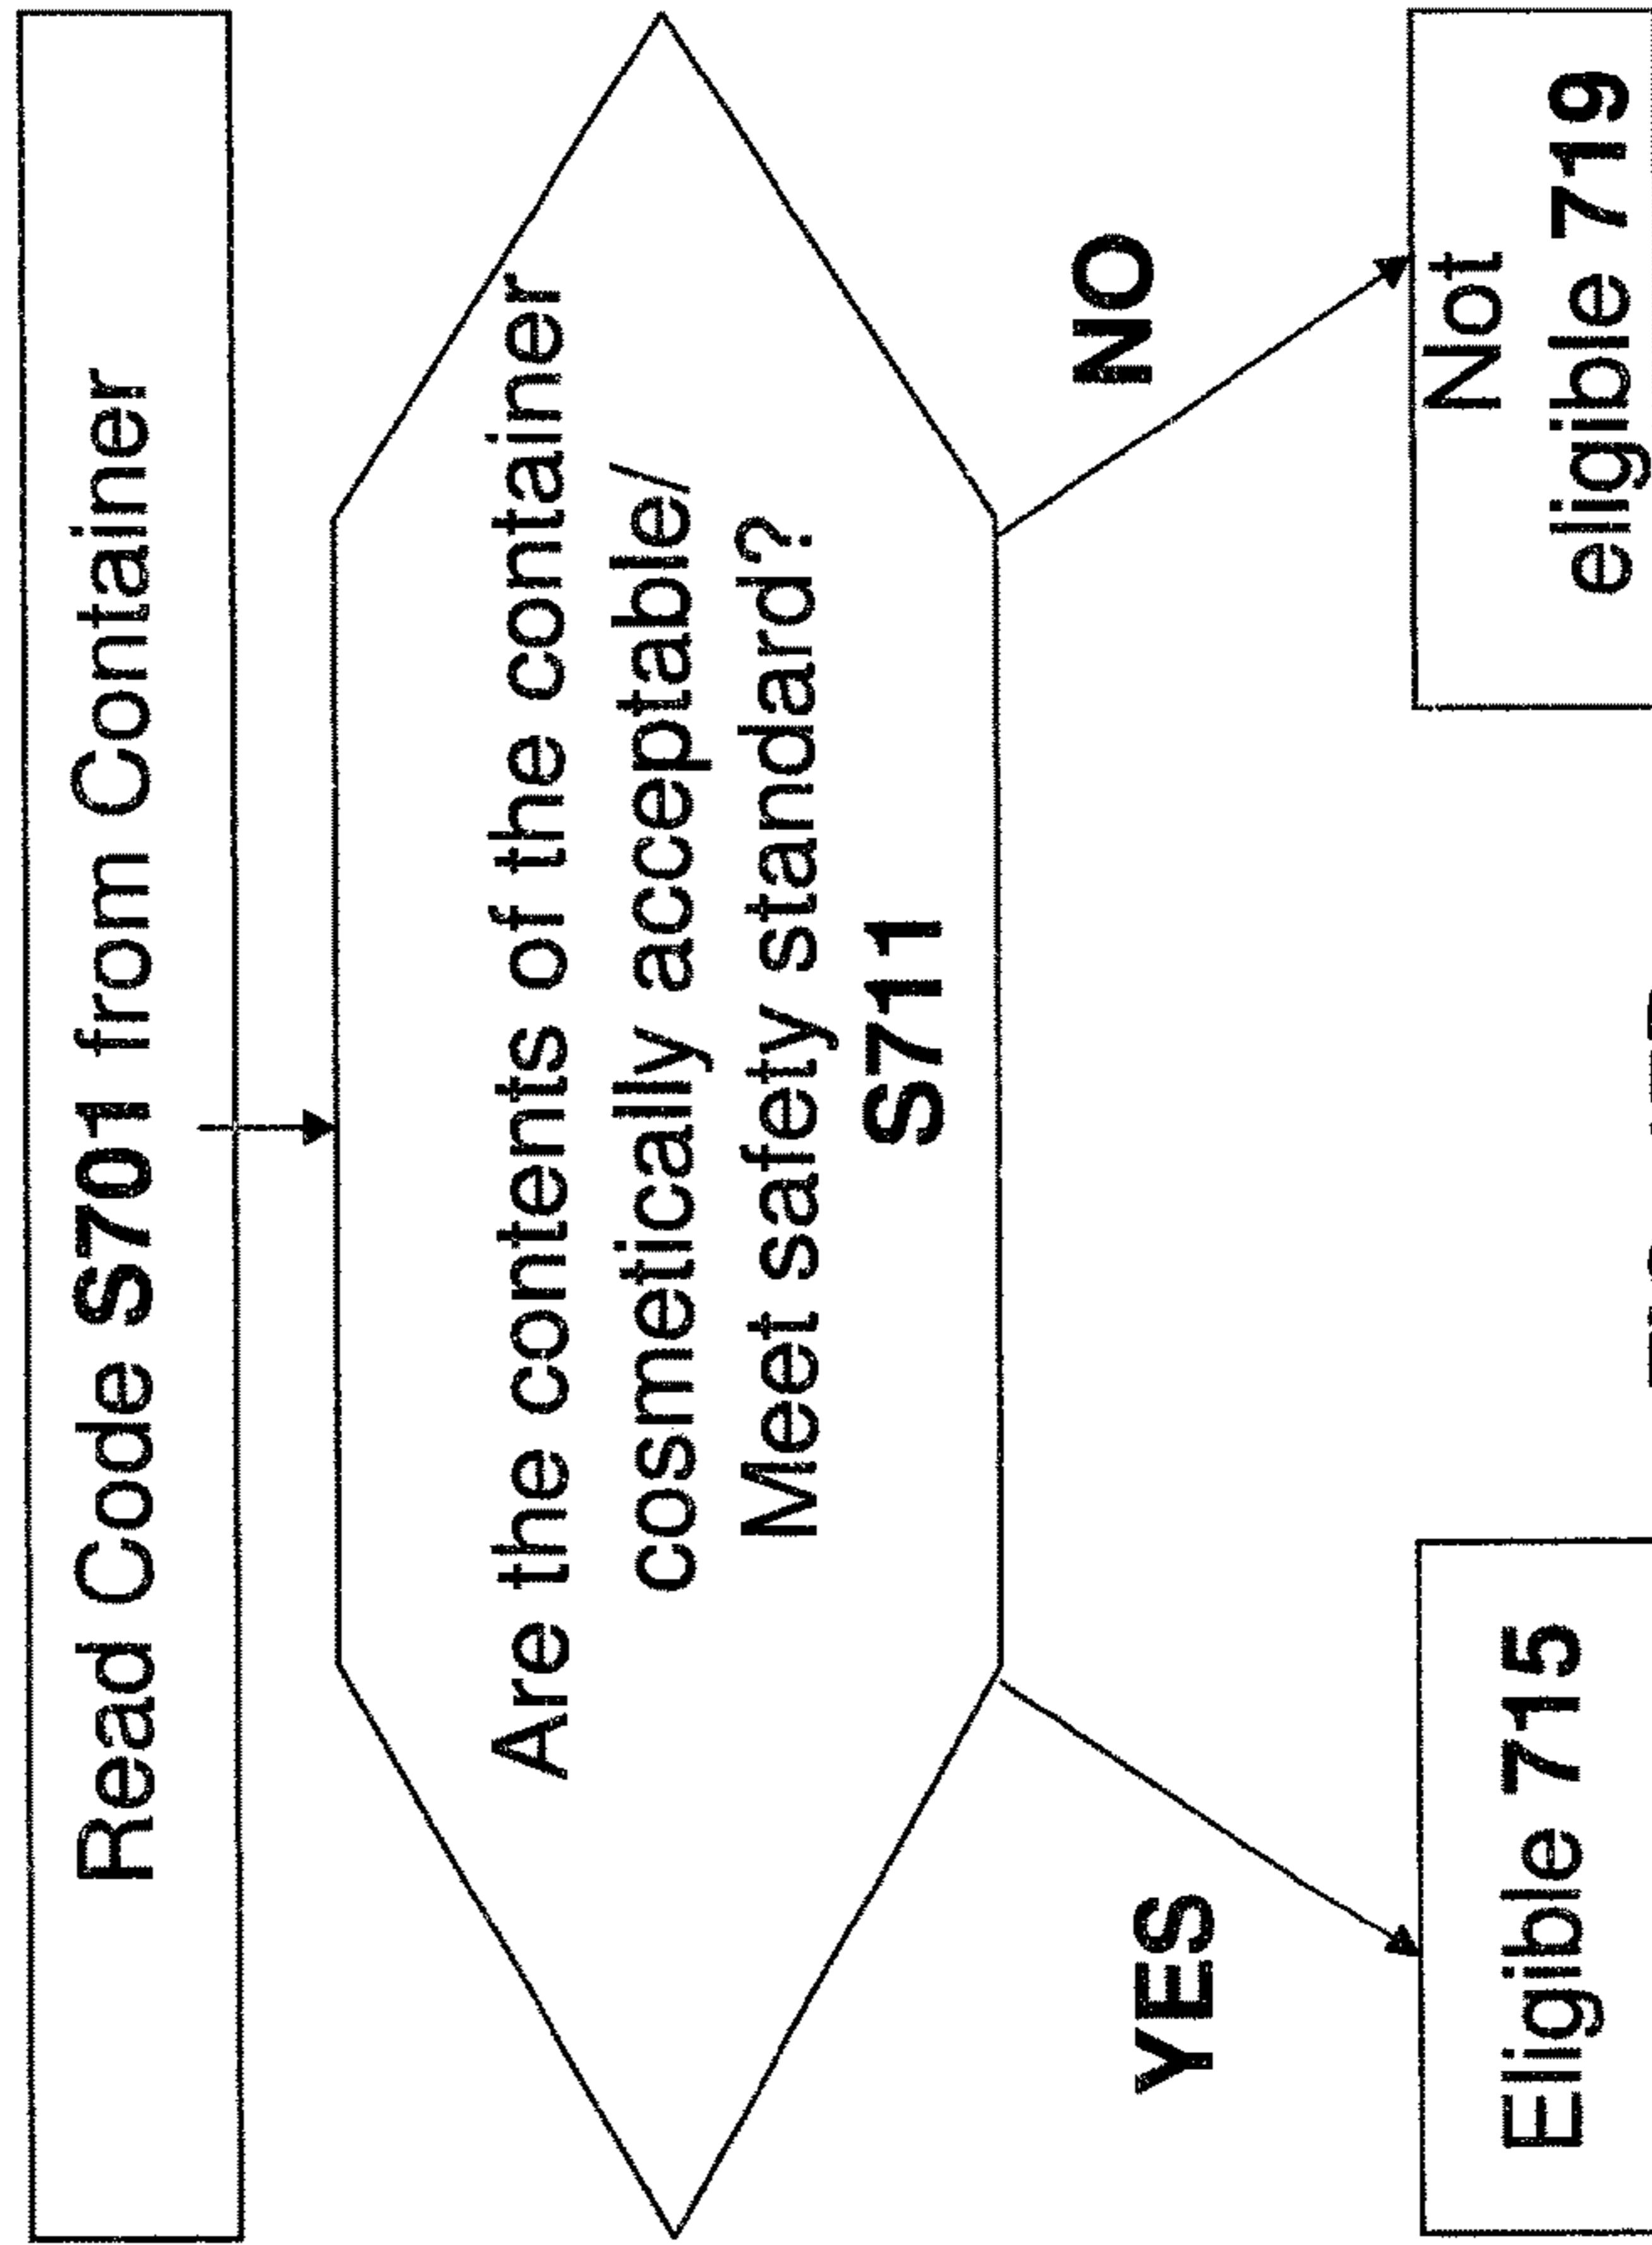 Read Code S701 from Container
Are the contents of the container
cosmetically acceptable/
Meet safety standard?
S711
YES
NO
Eligible 715
Not
eligible 719